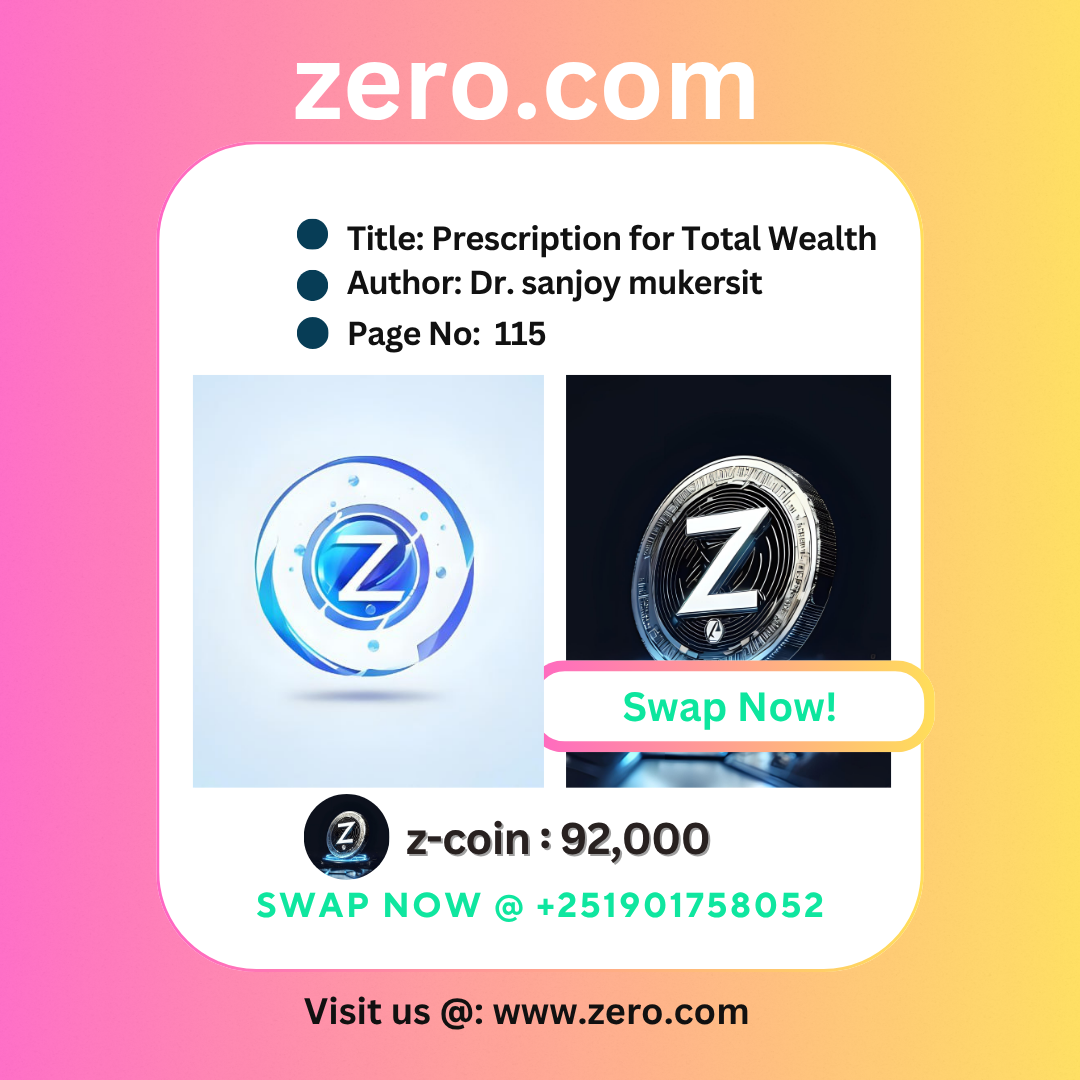 zero.com
Title: Prescription for Total Wealth
Author: Dr. sanjoy mukersit
Page No: 115
Z
Z
Swap Now!
Z
z-coin : 92,000
SWAP NOW @ +251901758052
Visit us @: www.zero.com